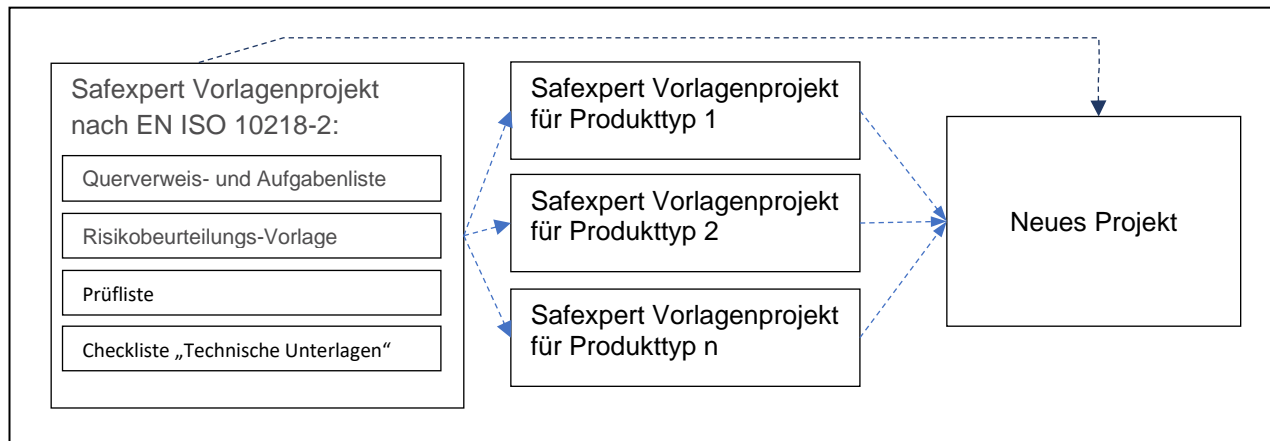 Safexpert Vorlagenprojekt
nach EN ISO 10218-2:
Querverweis- und Aufgabenliste
Risikobeurteilungs-Vorlage
Prüfliste
Checkliste „Technische Unterlagen“
Safexpert Vorlagenprojekt
für Produkttyp 1
Safexpert Vorlagenprojekt
für Produkttyp 2
Safexpert Vorlagenprojekt
für Produkttyp n
Neues Projekt